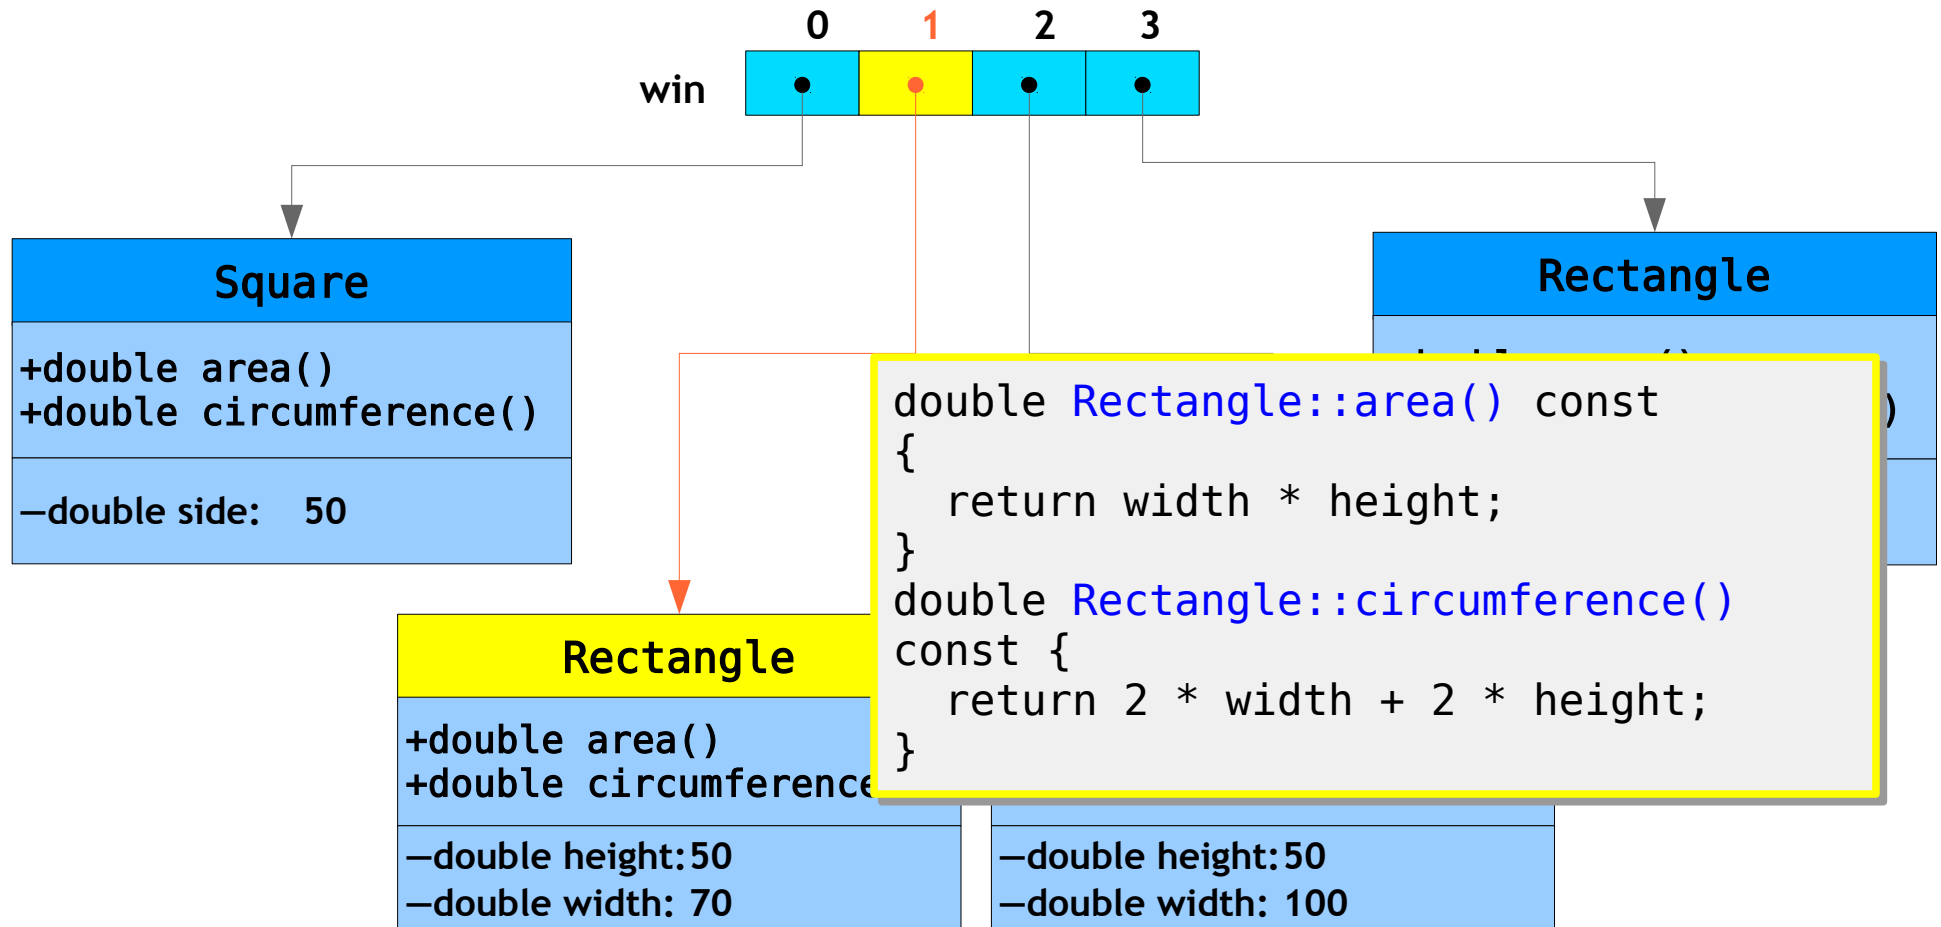 0 1 2 3
win
Square
+double area()
+double circumference()
—double side: 50
Rectangle
)
double Rectangle::area() const
{
return width * height;
}
double Rectangle::circumference()
const {
return 2 * width + 2 * height;
}
Rectangle
+double area()
+double circumference
—double height:50
—double width: 70
—double height:50
—double width: 100